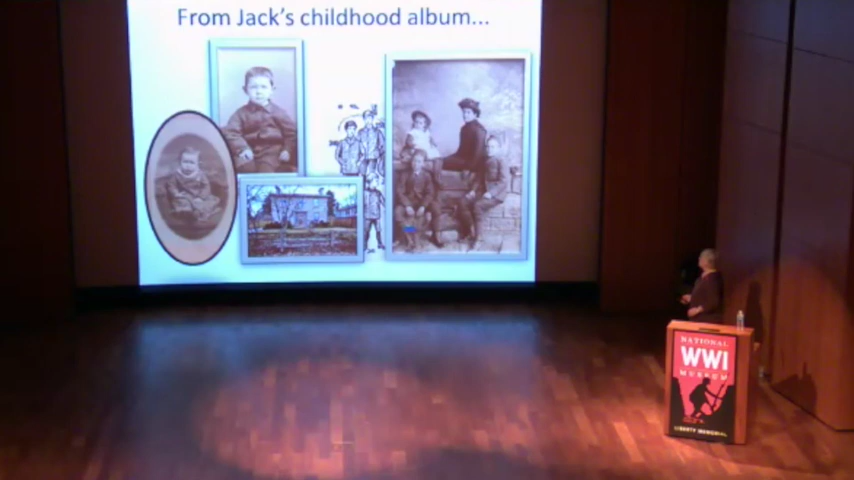 From Jack's childhood album...
NATIONAL
WWI
MUSEUM
LIBERTY MEMORIAL